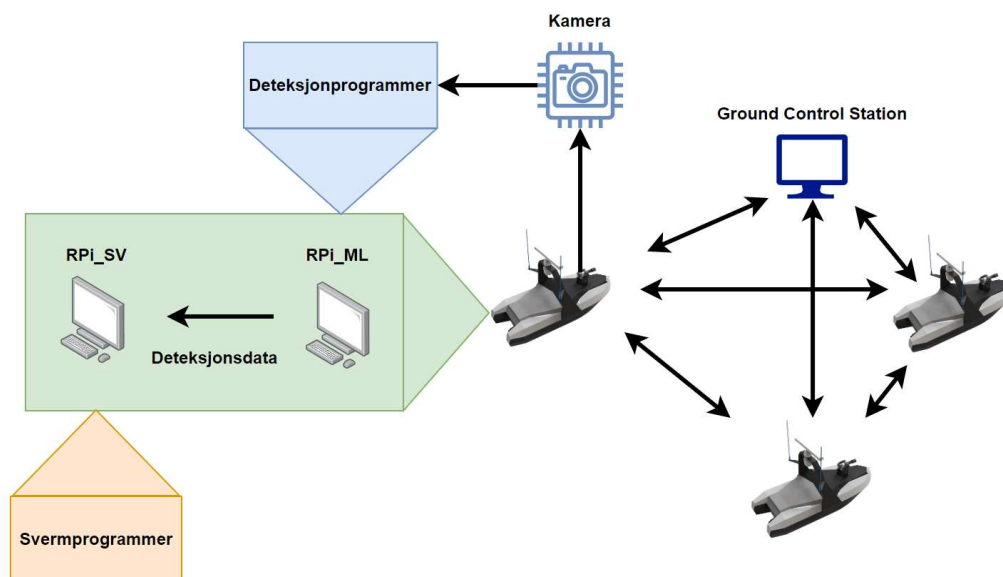 Kamera
Deteksjonprogrammer
Ground Control Station
RPi_SV
RPi_ML
Deteksjonsdata
Svermprogrammer